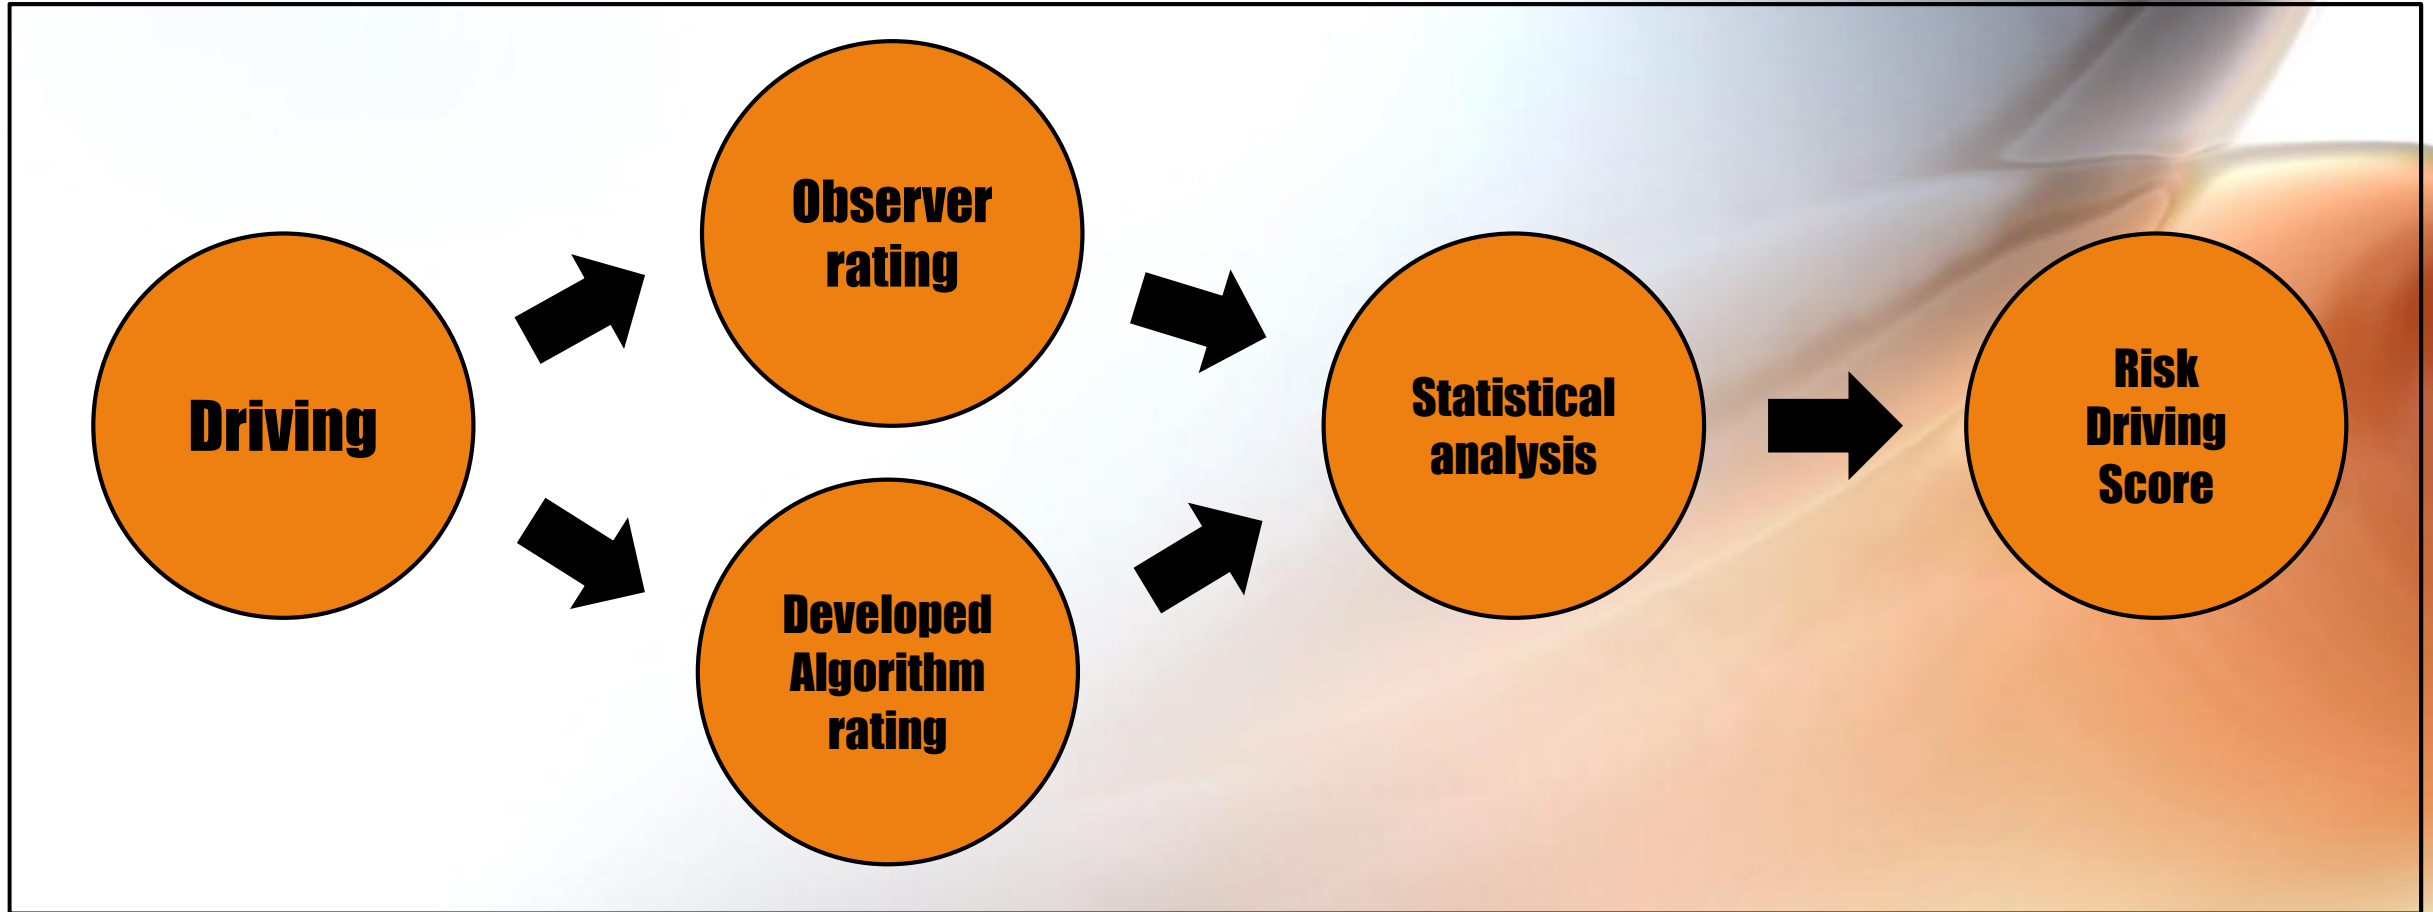 Driving
Observer
rating
Developed
Algorithm
rating
Statistical
analysis
Risk
Driving
Score